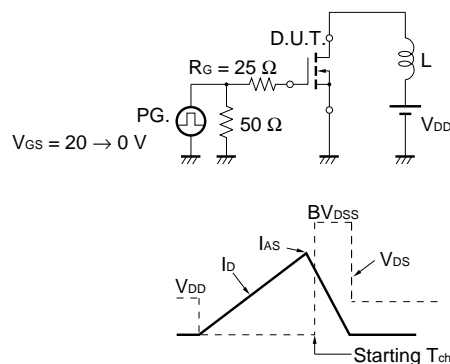 D.U.T.
RG = 25 Ω
L
PG.
50 Ω
VDD
VGS = 20 → 0 V
BVDSS
IAS
ID
VDS
VDD
Starting Tch